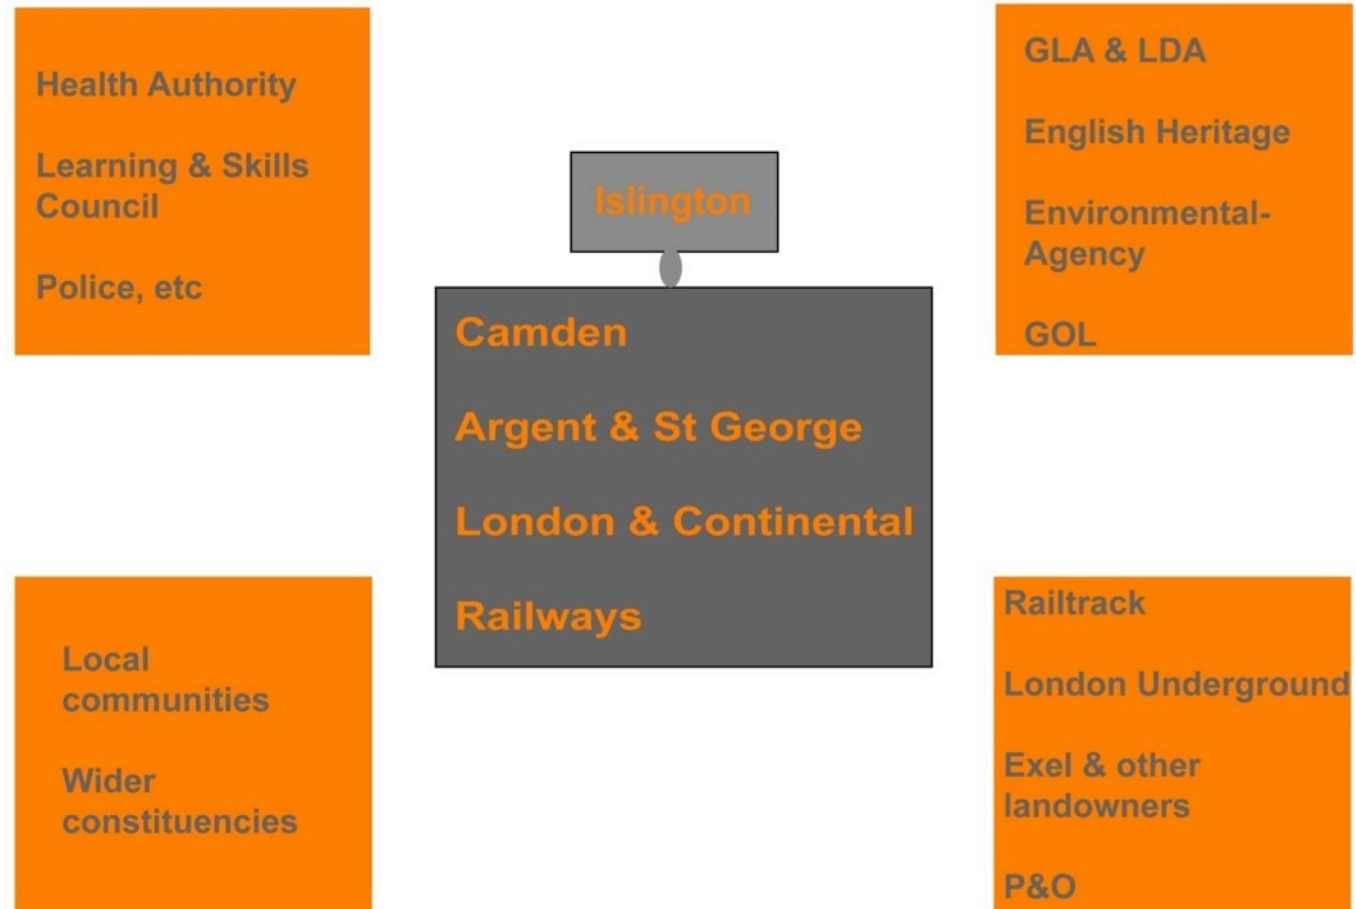 Health Authority
Learning & Skills
Council
Police, etc
Islington
GLA & LDA
English Heritage
Environmental-
Agency
GOL
Camden
Argent & St George
London & Continental
Railways
Local
communities
Wider
constituencies
Railtrack
London Underground
Exel & other
landowners
P&O